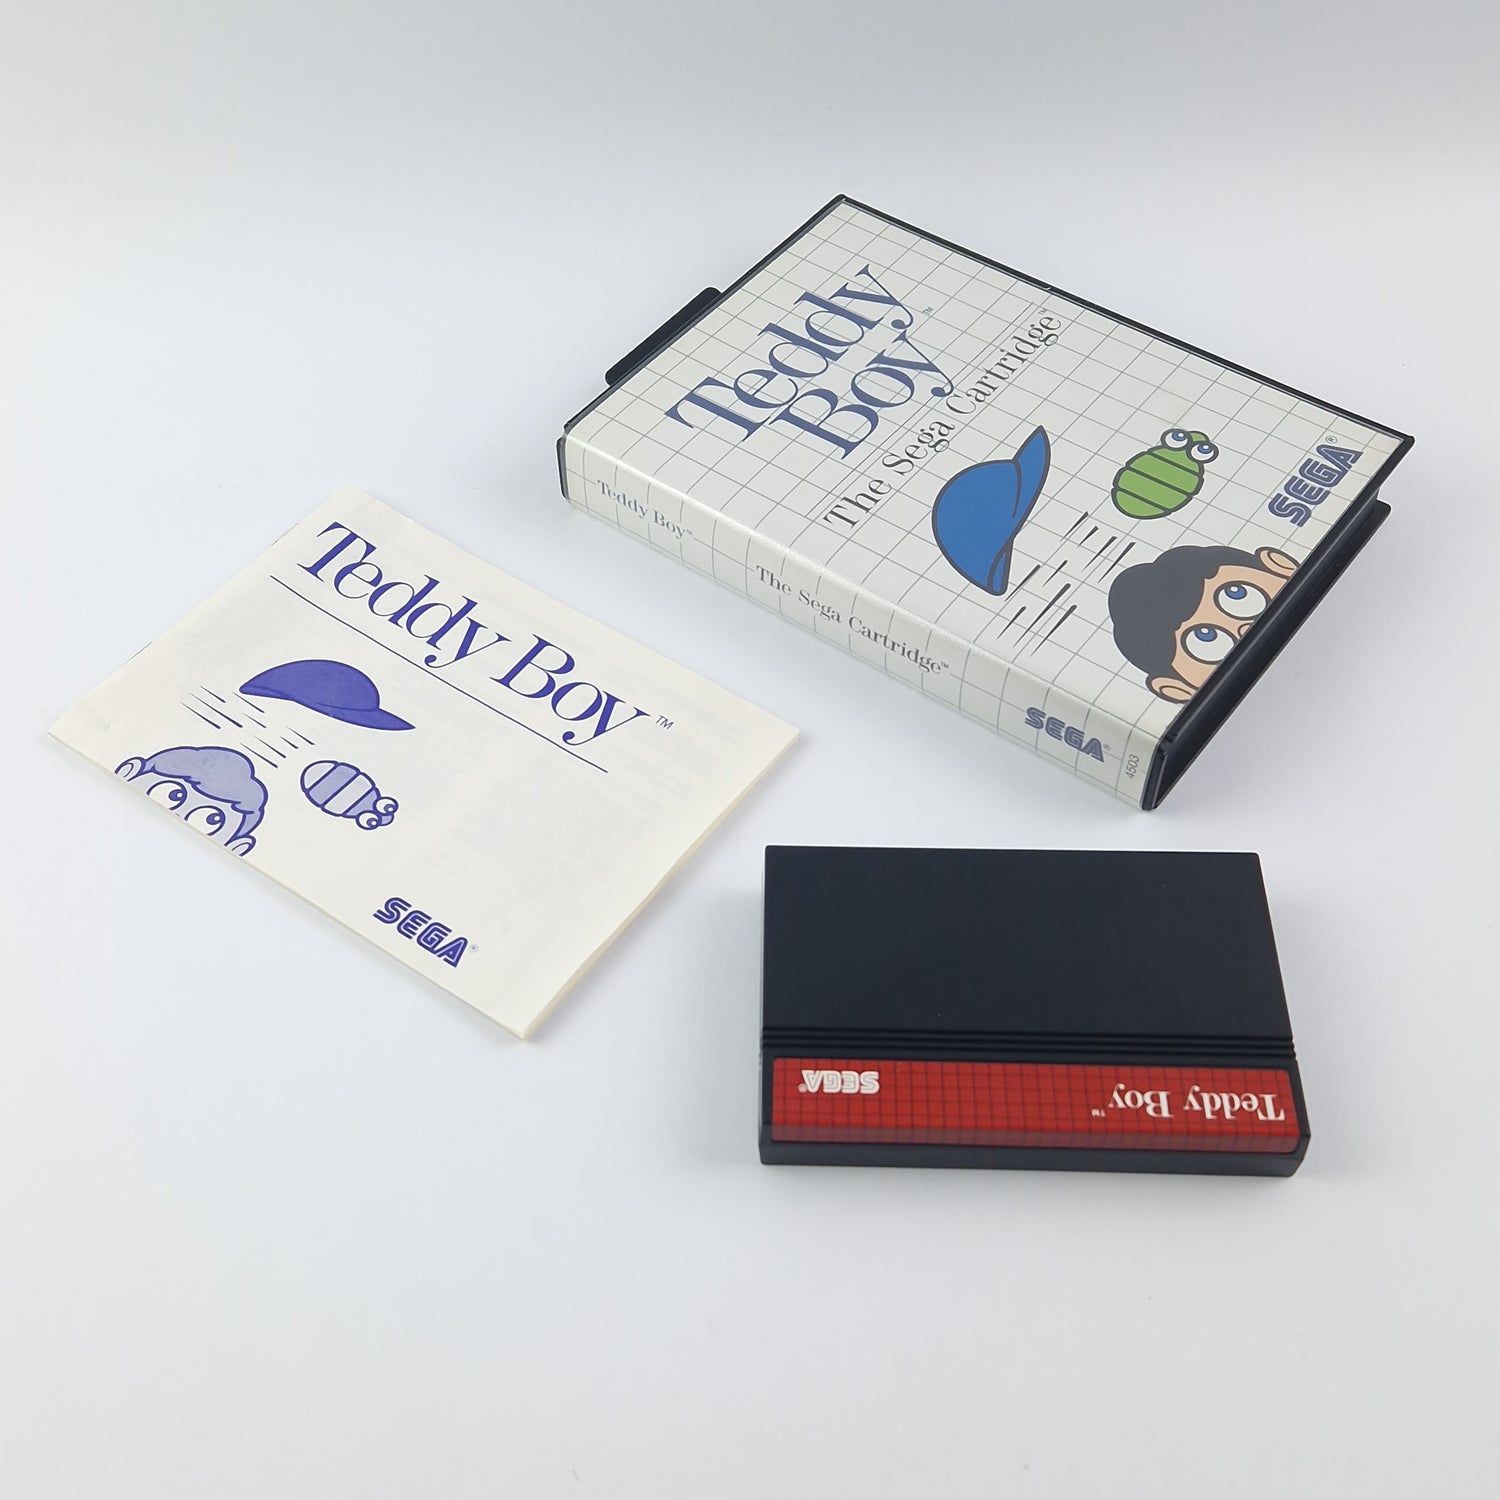 Teddy
Boy™
The Sega Cartridge™
SEGA®
Teddy Boy™
The Sega Cartridge™
SEGA®
4503
Teddy Boy™
SEGA®
Teddy Boy™
SEGA®